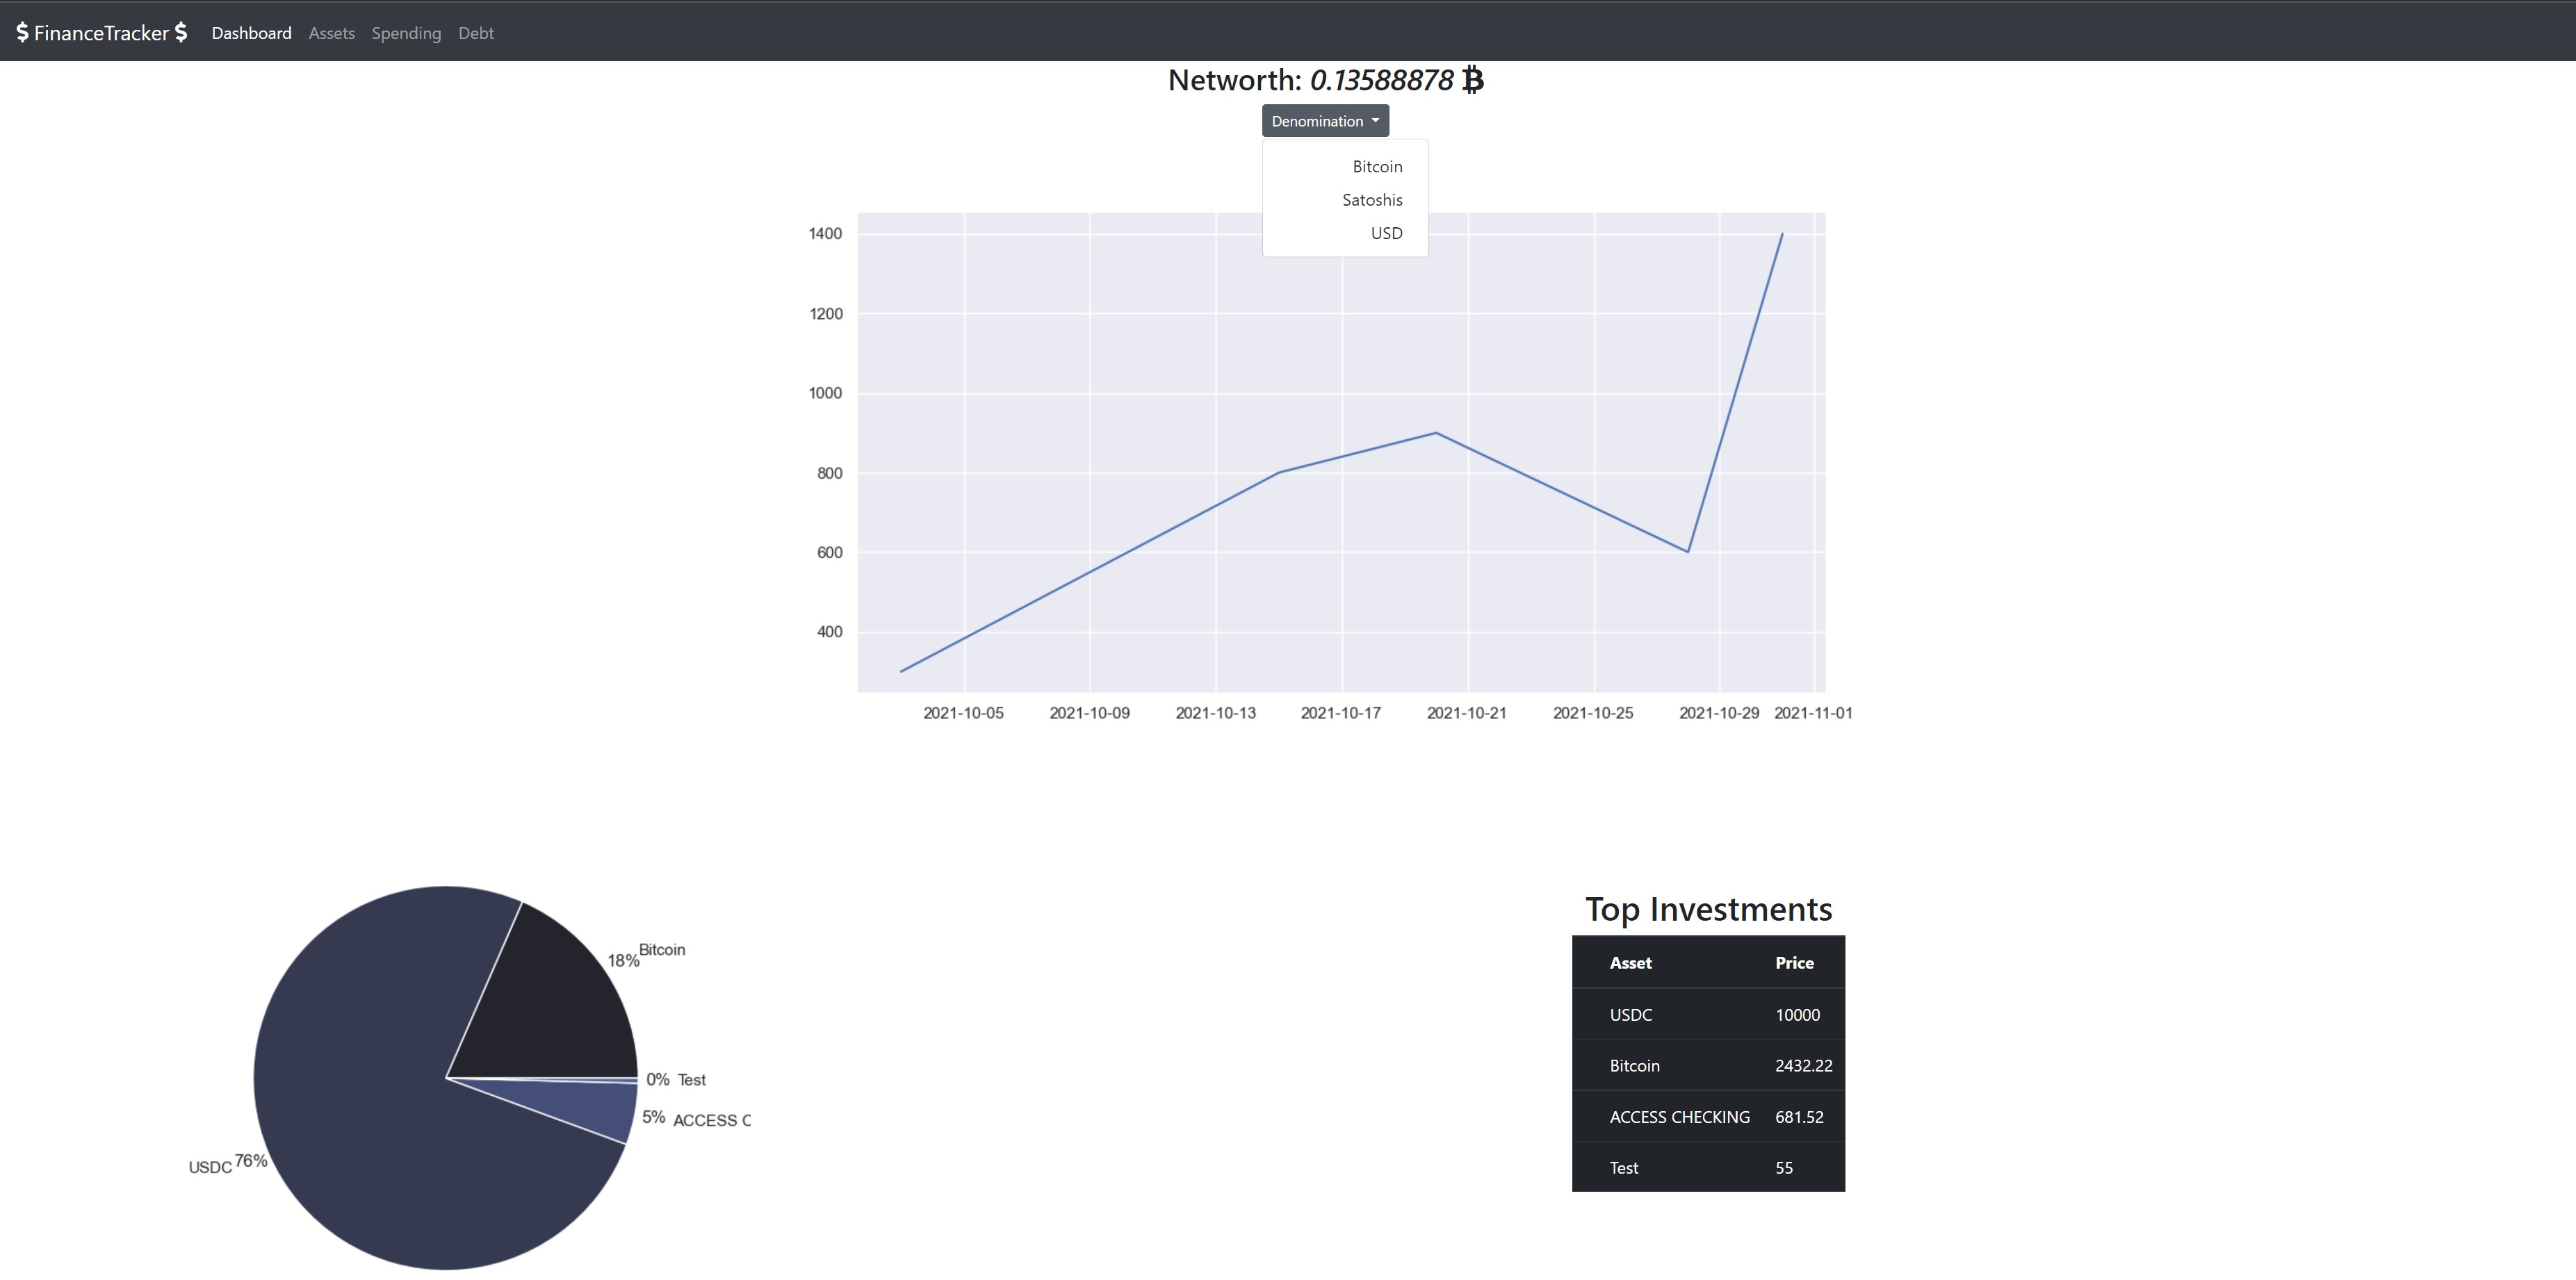 $ FinanceTracker $ Dashboard Assets Spending Debt
Networth: 0.13588878 ₿
Denomination
Bitcoin
Satoshis
USD
1400
1200
1000
800
600
400
2021-10-05 2021-10-09 2021-10-13 2021-10-17 2021-10-21 2021-10-25 2021-10-29 2021-11-01
18% Bitcoin
0% Test
5% ACCESS C
USDC 76%
Top Investments
Asset Price
USDC 10000
Bitcoin 2432.22
ACCESS CHECKING 681.52
Test 55